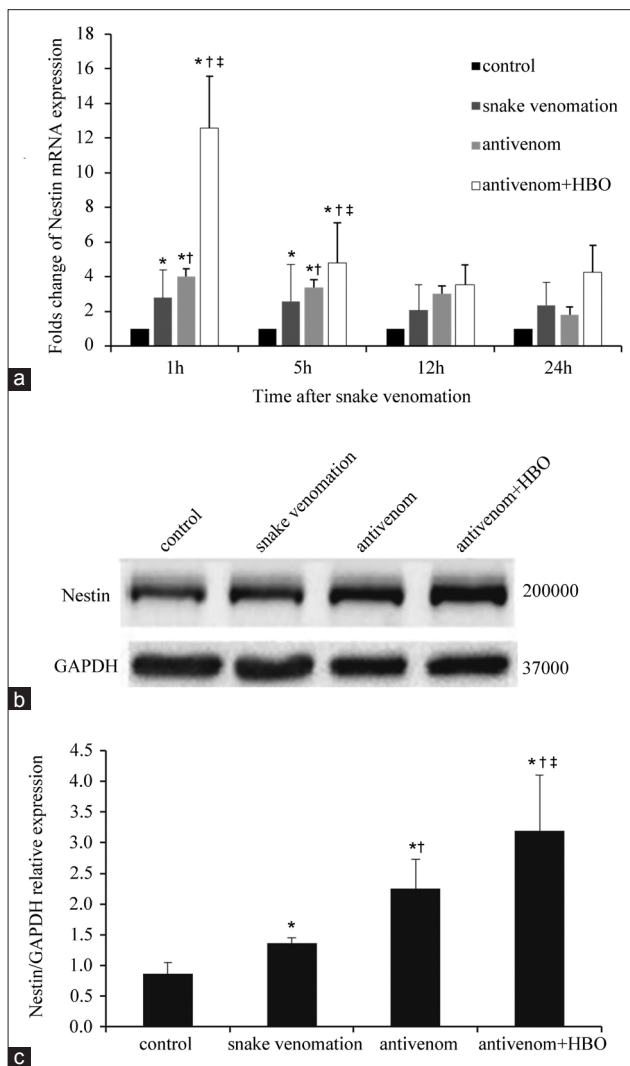 Folds change of Nestin mRNA expression
18
16
14
12
10
8
6
4
2
0
*†‡
* *†
*†‡
* *†
control
snake venomation
antivenom
antivenom+HBO
1h 5h 12h 24h
Time after snake venomation
a
control snake venomation antivenom antivenom+HBO
Nestin 200000
GAPDH 37000
b
Nestin/GAPDH relative expression
4.5
4.0
3.5
3.0
2.5
2.0
1.5
1.0
0.5
0.0
*
*†
*†‡
control snake venomation antivenom antivenom+HBO
c